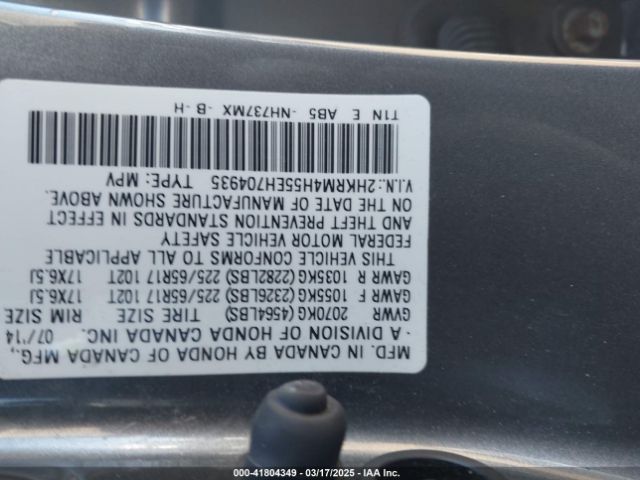 MFD. IN CANADA BY HONDA OF CANADA MFG.,
- A DIVISION OF HONDA CANADA INC. 07/'14
GVWR 2070KG (4564LBS) TIRE SIZE RIM SIZE
GAWR F 1055KG (2326LBS) 225/65R17 102T 17X6.5J
GAWR R 1035KG (2282LBS) 225/65R17 102T 17X6.5J
THIS VEHICLE CONFORMS TO ALL APPLICABLE
FEDERAL MOTOR VEHICLE SAFETY
AND THEFT PREVENTION STANDARDS IN EFFECT
ON THE DATE OF MANUFACTURE SHOWN ABOVE.
V.I.N.:2HKRM4H55EH704935 TYPE: MPV
T1N E AB5 -NH737MX -B -H
000-41804349 | 03/17/2025 | IAA Inc.